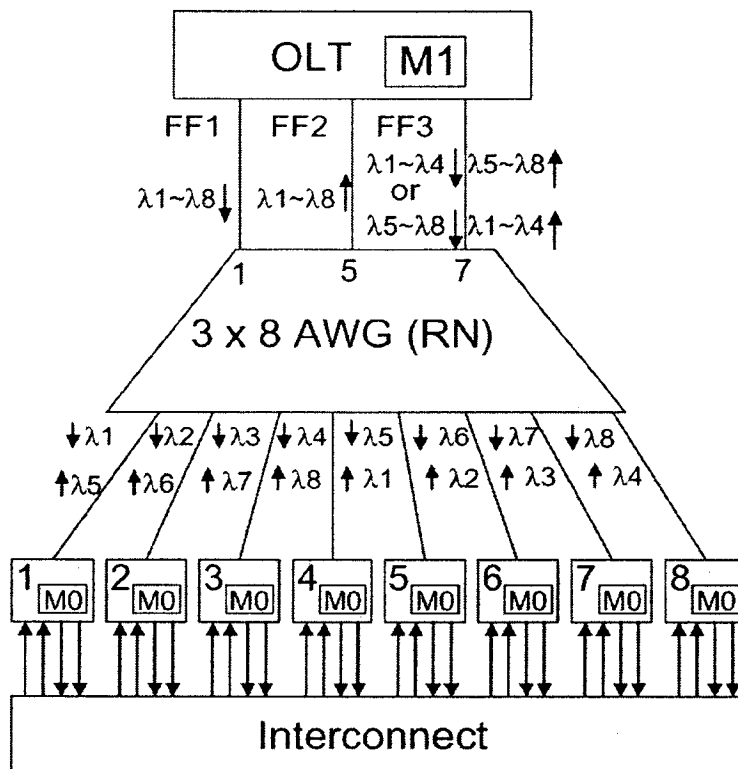 OLT M1
FF1 FF2 FF3
λ1~λ4↓ λ5~λ8↑
or
λ1~λ8↓ λ1~λ8↑ λ5~λ8↓ λ1~λ4↑
1 5 7
3 x 8 AWG (RN)
↓λ1 ↓λ2 ↓λ3 ↓λ4 ↓λ5 ↓λ6 ↓λ7 ↓λ8
↑λ5 ↑λ6 ↑λ7 ↑λ8 ↑λ1 ↑λ2 ↑λ3 ↑λ4
1 2 3 4 5 6 7 8
M0 M0 M0 M0 M0 M0 M0 M0
Interconnect